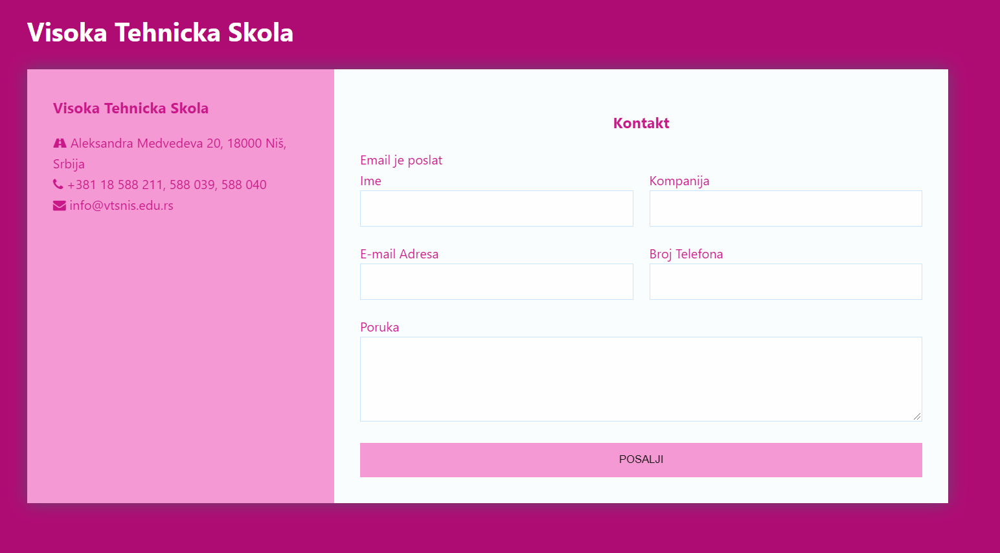 Visoka Tehnicka Skola
Visoka Tehnicka Skola
Aleksandra Medvedeva 20, 18000 Niš,
Srbija
+381 18 588 211, 588 039, 588 040
info@vtsnis.edu.rs
Kontakt
Email je poslat
Ime
Kompanija
E-mail Adresa
Broj Telefona
Poruka
POSALJI